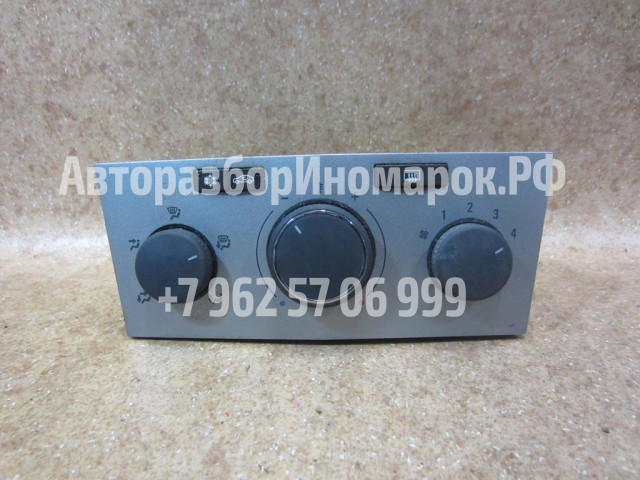 АвторазборИномарок.РФ
- +
1 2 3 4
+7 962 57 06 999